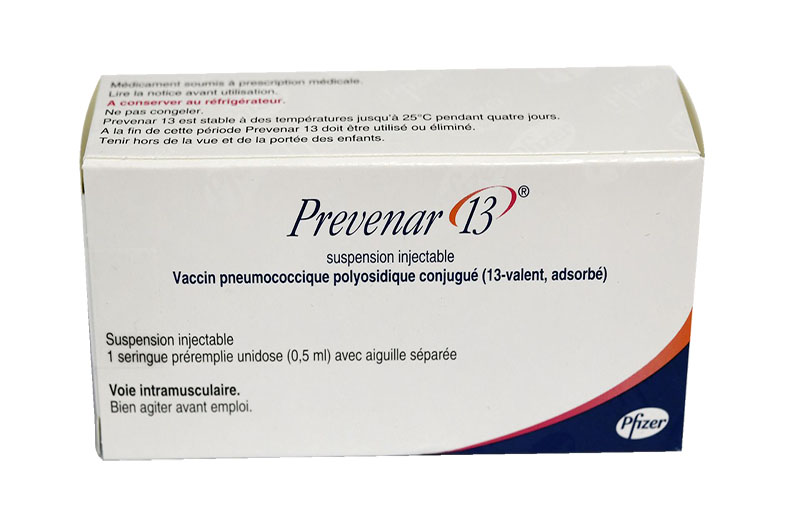 Médicament soumis à prescription médicale.
Lire la notice avant utilisation.
A conserver au réfrigérateur.
Ne pas congeler.
Prevenar 13 est stable à des températures jusqu'à 25°C pendant quatre jours.
A la fin de cette période Prevenar 13 doit être utilisé ou éliminé.
Tenir hors de la vue et de la portée des enfants.
Prevenar 13®
suspension injectable
Vaccin pneumococcique polyosidique conjugué (13-valent, adsorbé)
Suspension injectable
1 seringue préremplie unidose (0,5 ml) avec aiguille séparée
Voie intramusculaire.
Bien agiter avant emploi.
Pfizer